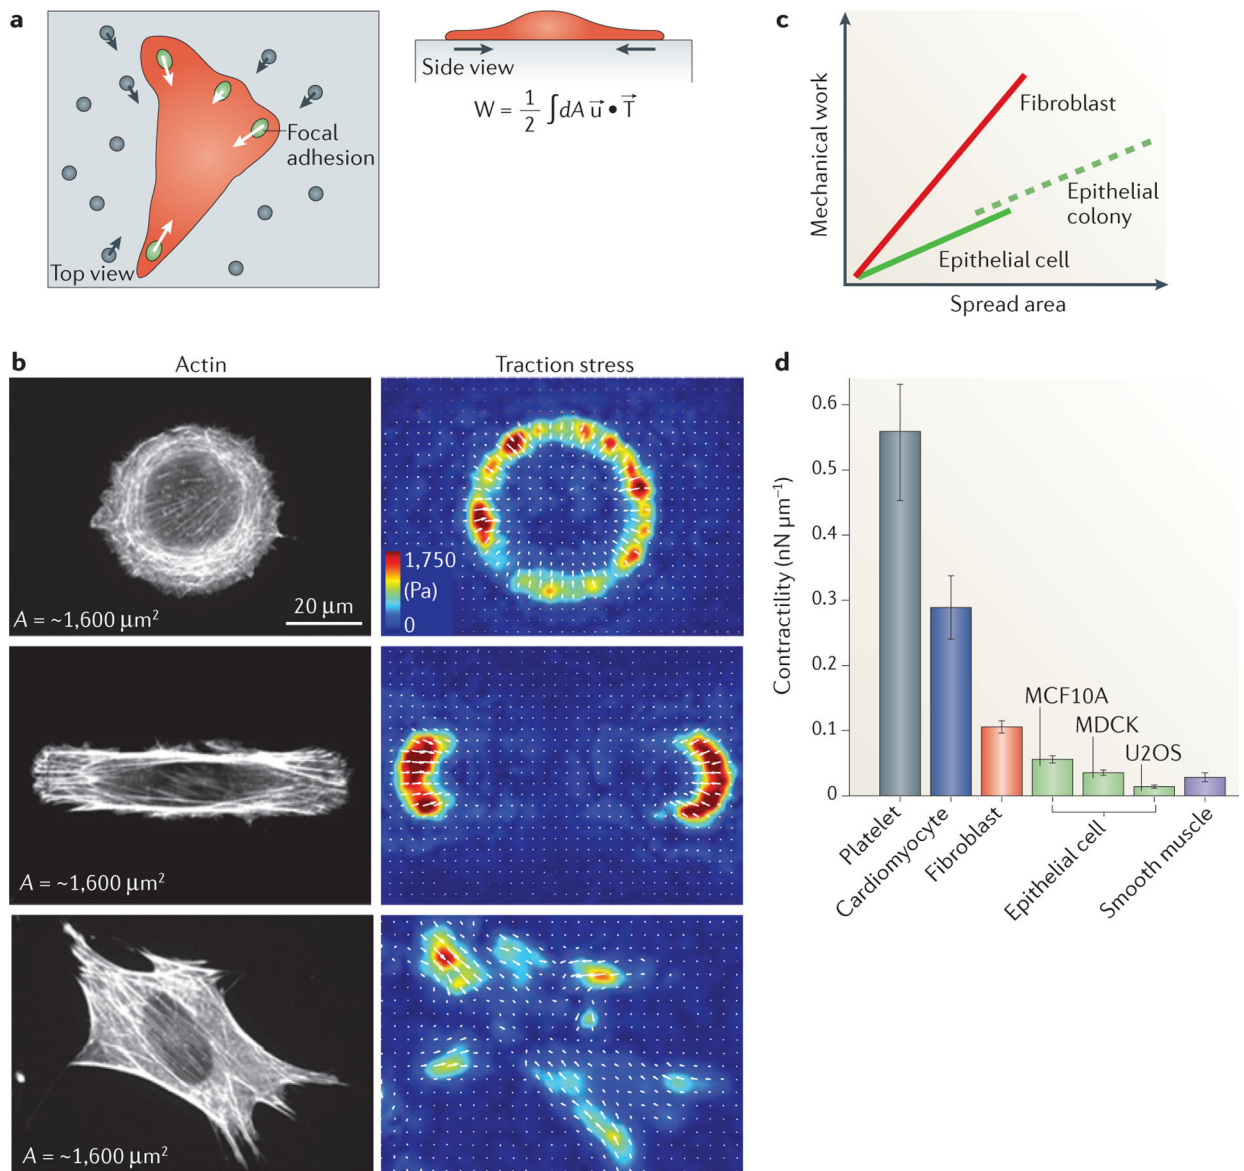 a
Focal
adhesion
Top view
Side view
W = 1/2 ∫dA u⃗ • T⃗
c
Mechanical work
Fibroblast
Epithelial
colony
Epithelial cell
Spread area
b
Actin
Traction stress
A = ~1,600 μm²
20 μm
1,750
(Pa)
0
A = ~1,600 μm²
A = ~1,600 μm²
d
Contractility (nN μm⁻¹)
0.6
0.5
0.4
0.3
0.2
0.1
0
MCF10A
MDCK
U2OS
Platelet
Cardiomyocyte
Fibroblast
Epithelial cell
Smooth muscle